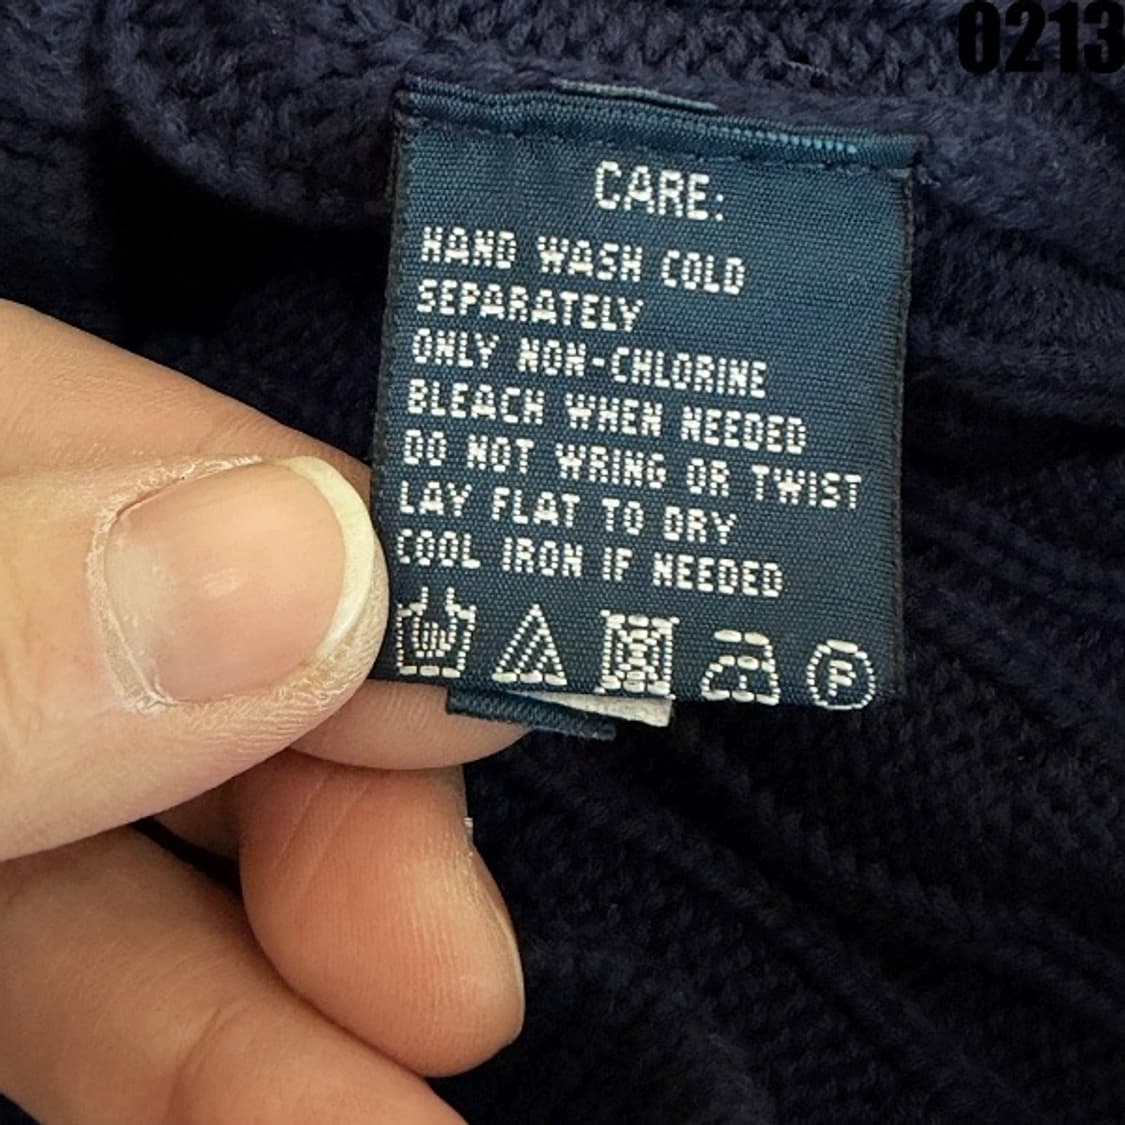 0213
CARE:
HAND WASH COLD
SEPARATELY
ONLY NON-CHLORINE
BLEACH WHEN NEEDED
DO NOT WRING OR TWIST
LAY FLAT TO DRY
COOL IRON IF NEEDED
P